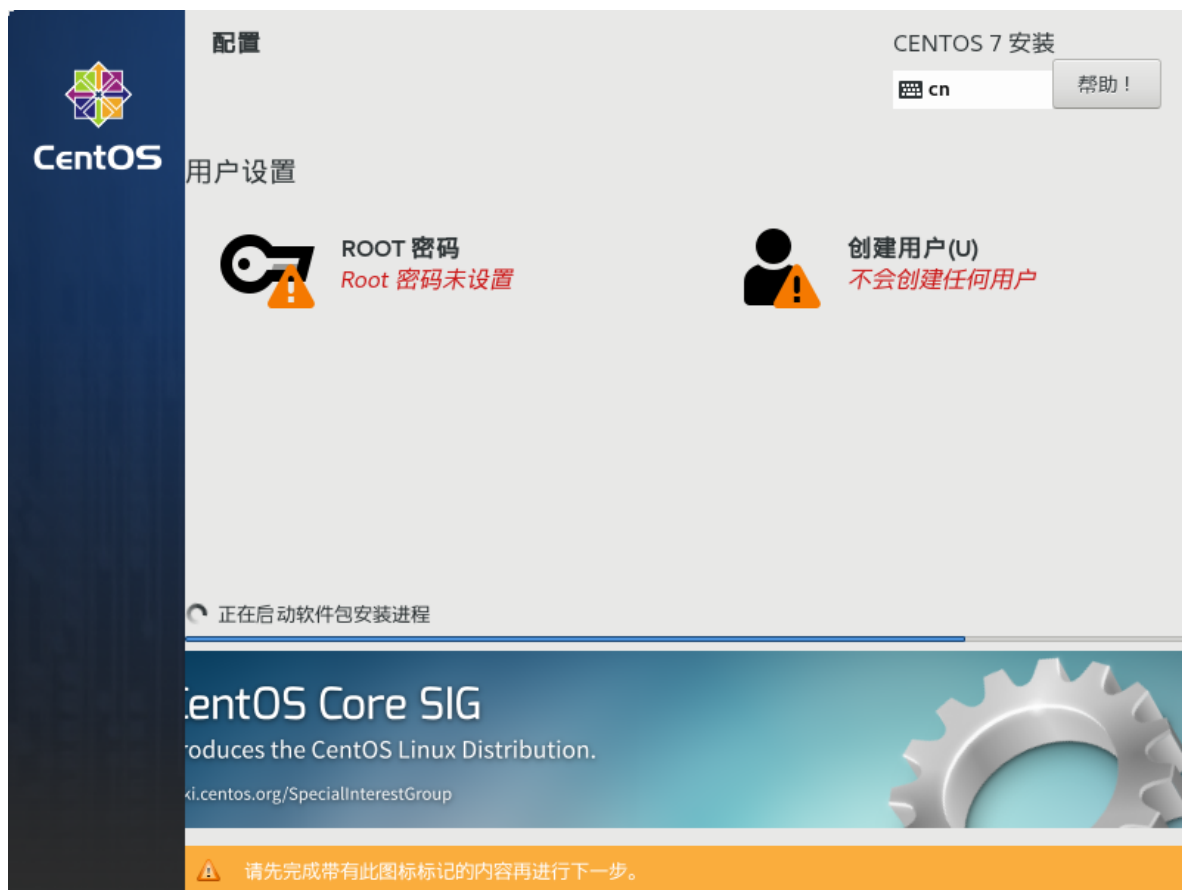 配置
CENTOS 7 安装
cn
帮助！
CentOS
用户设置
ROOT 密码
Root 密码未设置
创建用户(U)
不会创建任何用户
正在启动软件包安装进程
entOS Core SIG
roduces the CentOS Linux Distribution.
ki.centos.org/SpecialInterestGroup
请先完成带有此图标标记的内容再进行下一步。